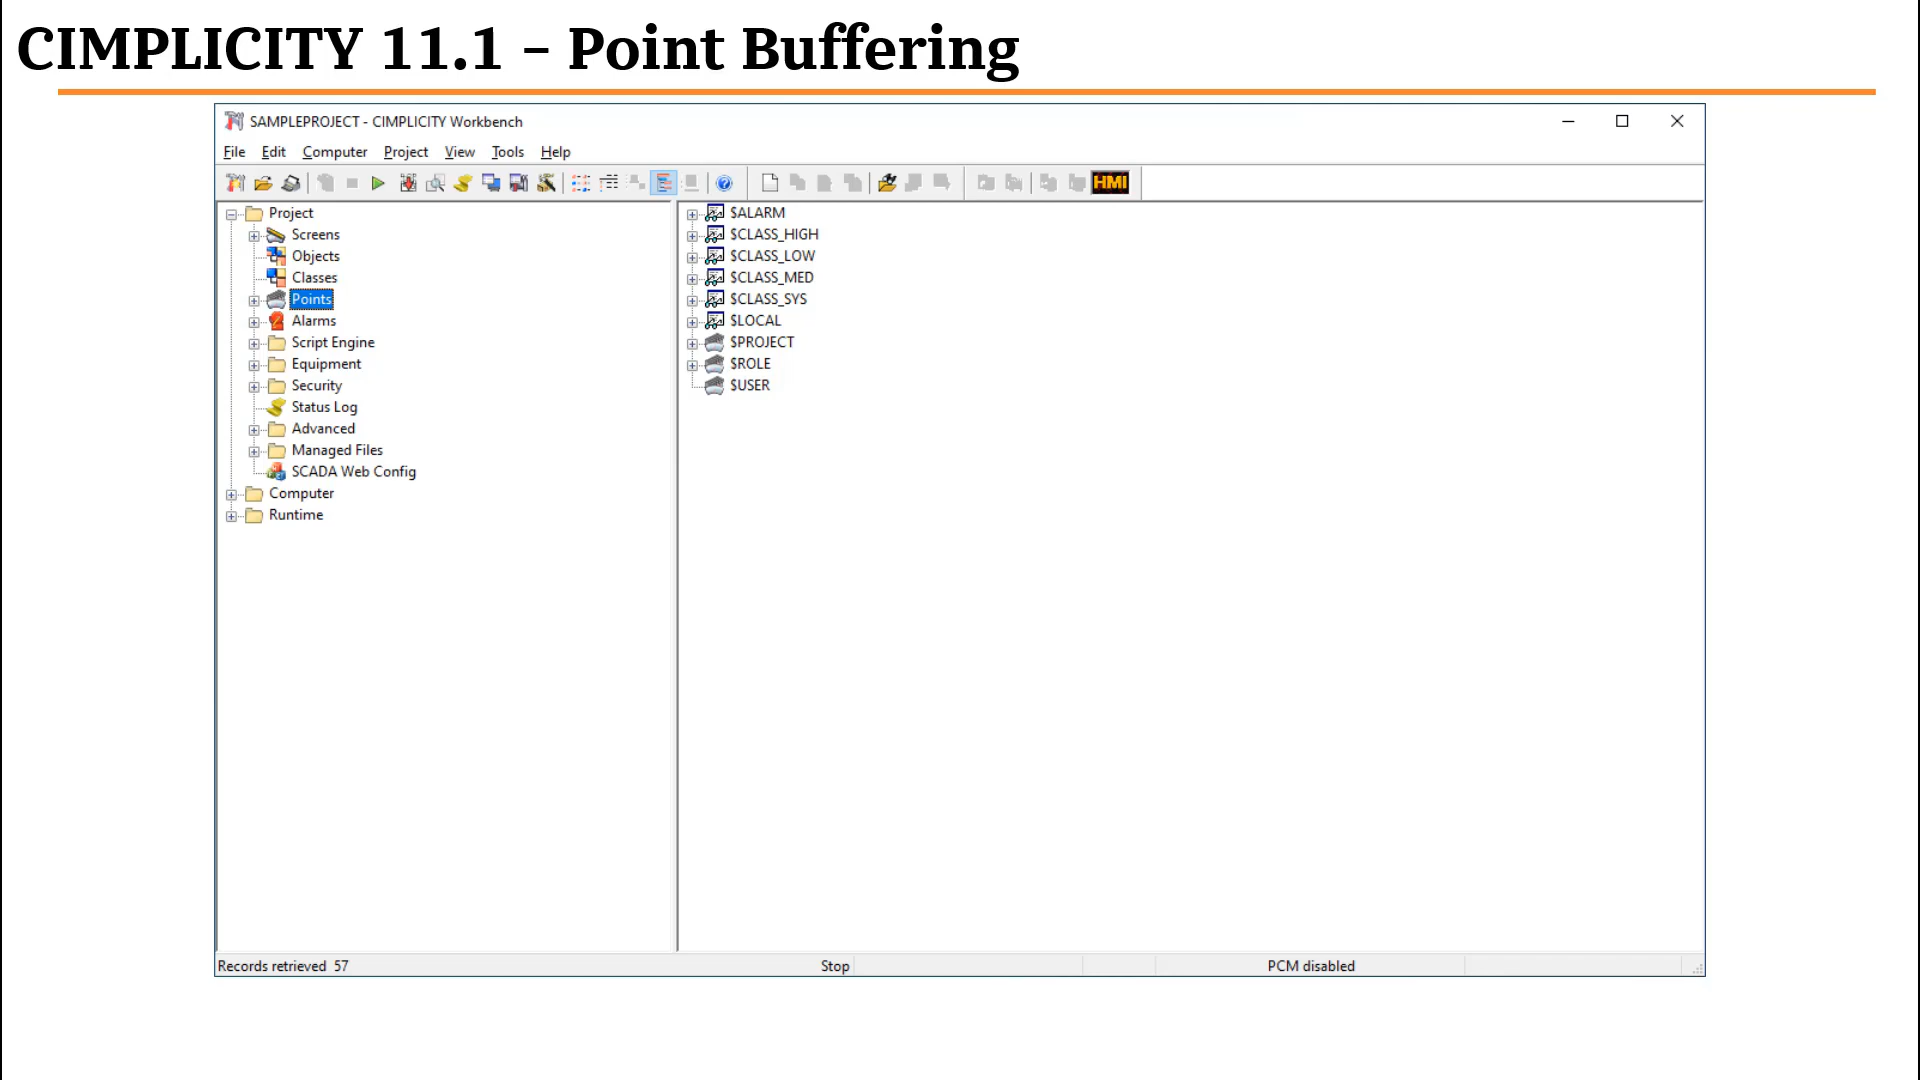 CIMPLICITY 11.1 – Point Buffering
SAMPLEPROJECT - CIMPLICITY Workbench
File Edit Computer Project View Tools Help
HMI
Project
Screens
Objects
Classes
Points
Alarms
Script Engine
Equipment
Security
Status Log
Advanced
Managed Files
SCADA Web Config
Computer
Runtime
$ALARM
$CLASS_HIGH
$CLASS_LOW
$CLASS_MED
$CLASS_SYS
$LOCAL
$PROJECT
$ROLE
$USER
Records retrieved 57 Stop PCM disabled